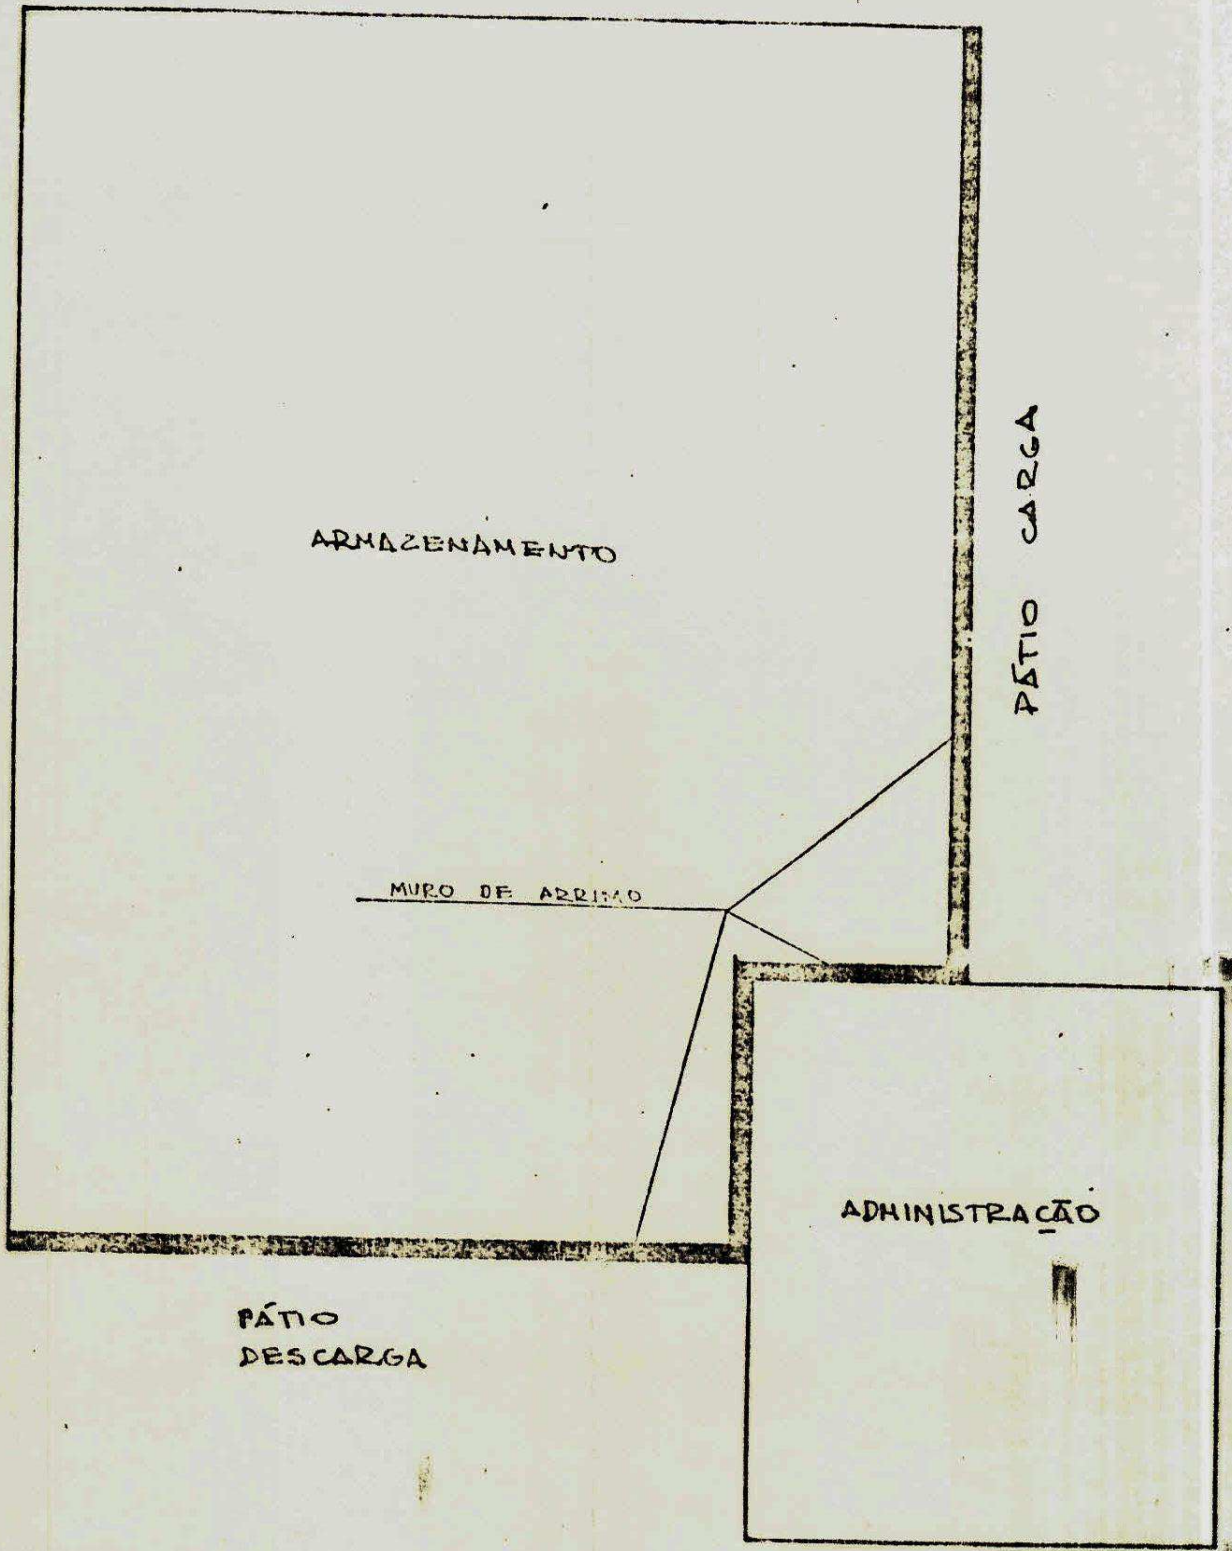 ARMAZENAMENTO
PÁTIO CARGA
MURO DE ARRIMO
ADMINISTRAÇÃO
PÁTIO
DESCARGA